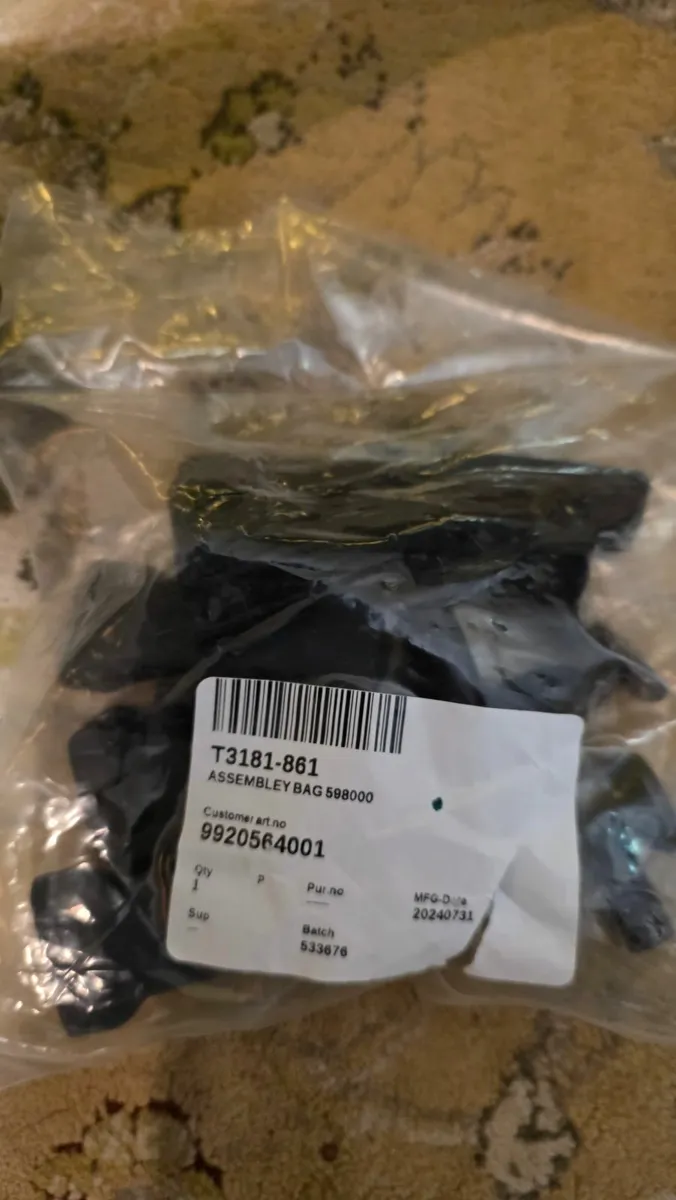 T3181-861
ASSEMBLEY BAG 598000
Customer art.no
9920564001
Qty
1
P
Pur.no
MFG-Date
20240731
Sup
Batch
533676